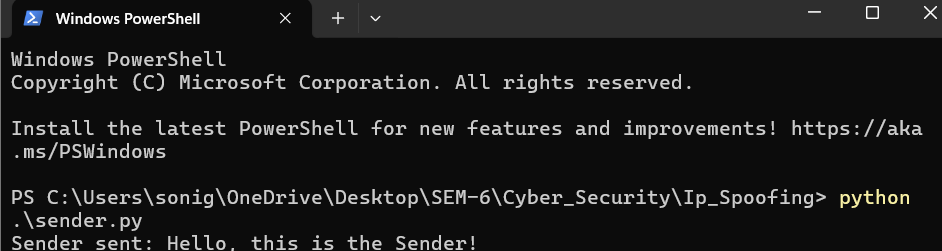 Windows PowerShell
Windows PowerShell
Copyright (C) Microsoft Corporation. All rights reserved.
Install the latest PowerShell for new features and improvements! https://aka
.ms/PSWindows
PS C:\Users\sonig\OneDrive\Desktop\SEM-6\Cyber_Security\Ip_Spoofing> python
.\sender.py
Sender sent: Hello, this is the Sender!